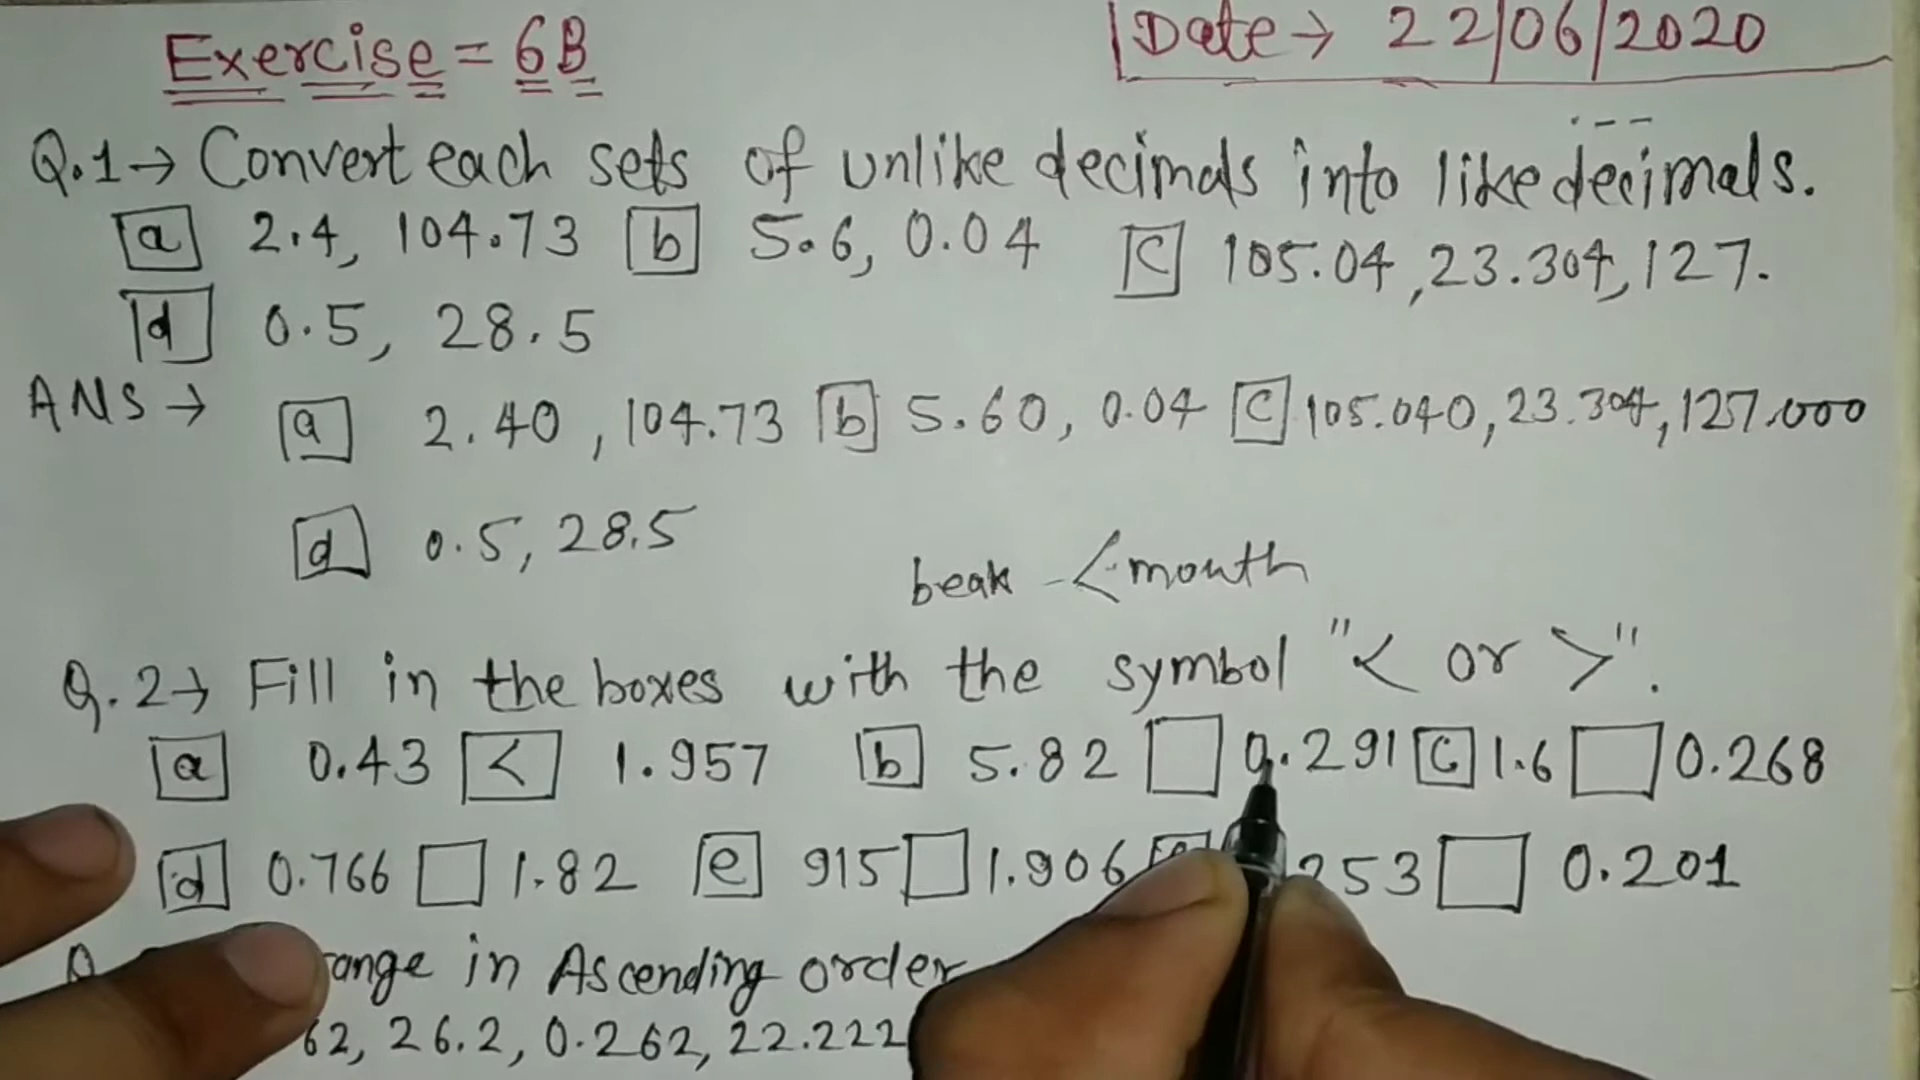 Exercise = 6B
Date → 22/06/2020
Q.1→ Convert each sets of unlike decimals into like decimals.
a 2.4, 104.73 b 5.6, 0.04 c 105.04, 23.304, 127.
d 0.5, 28.5
ANS → a 2.40, 104.73 b 5.60, 0.04 c 105.040, 23.304, 127.000
d 0.5, 28.5
beak - < mouth
Q.2→ Fill in the boxes with the symbol "< or >".
a 0.43 < 1.957 b 5.82 □ 0.291 c 1.6 □ 0.268
d 0.766 □ 1.82 e 915 □ 1.906 253 □ 0.201
in Ascending order
62, 26.2, 0.262, 22.222